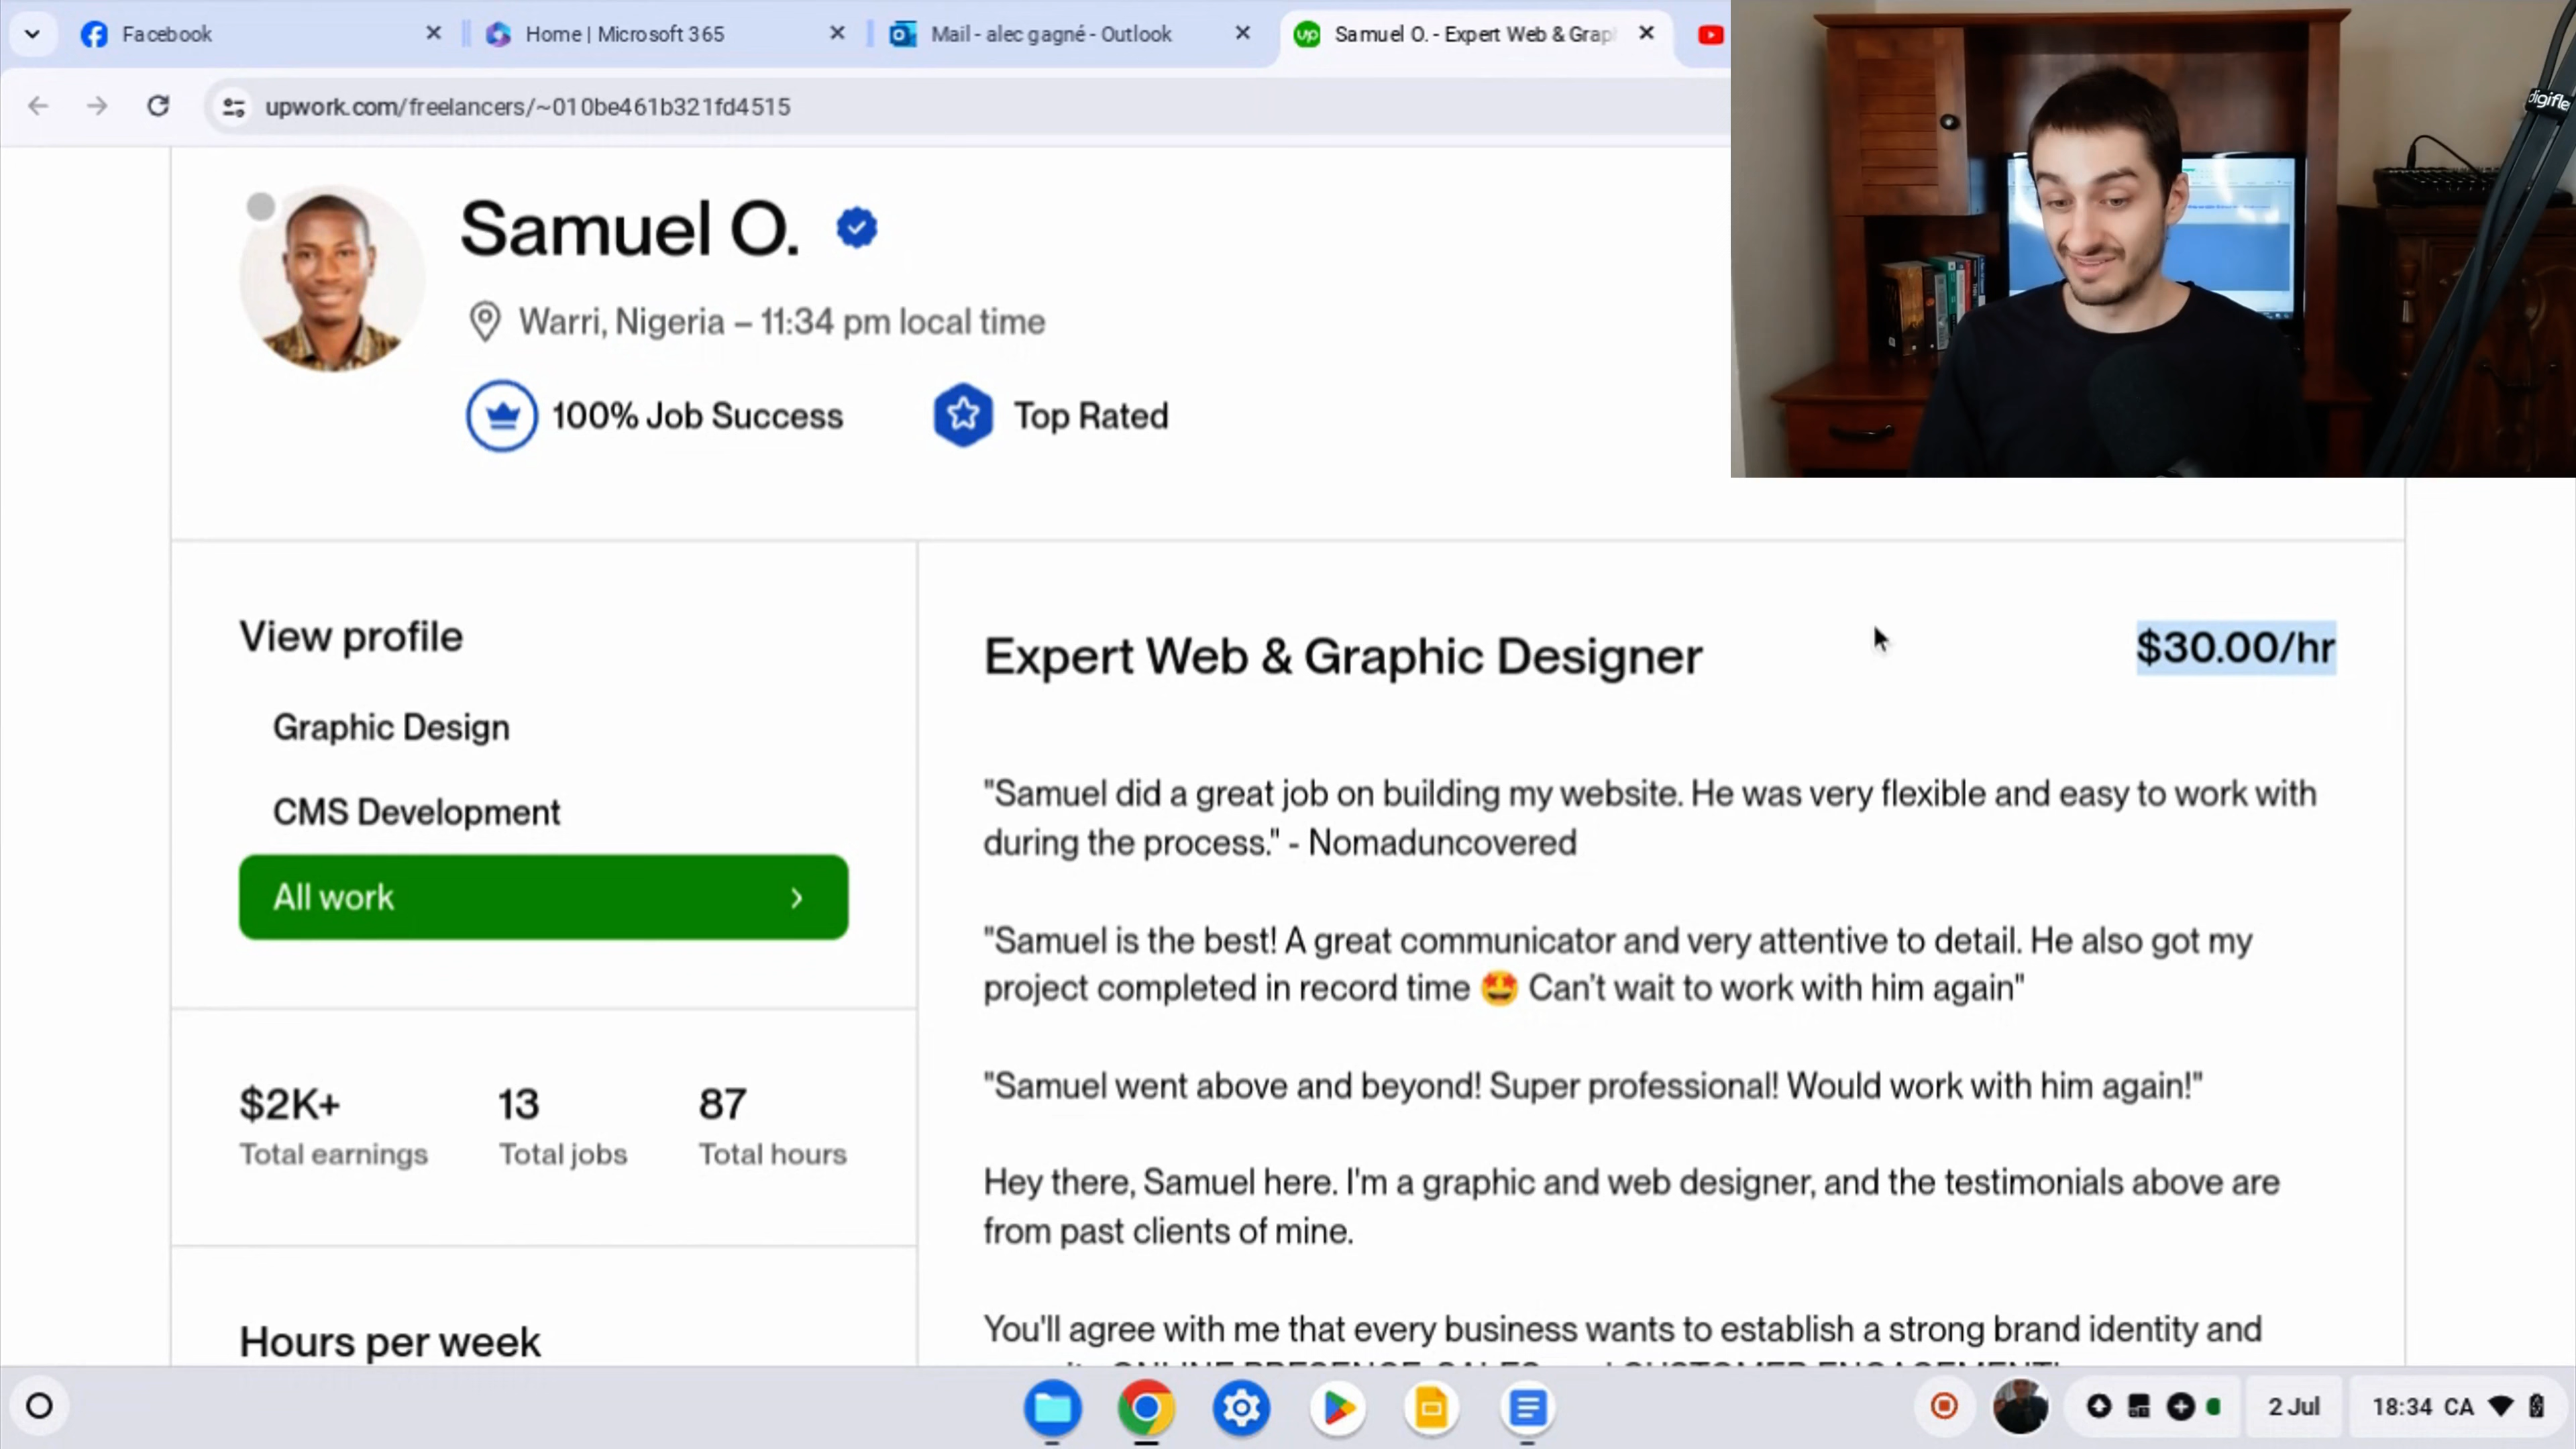 Facebook
Home | Microsoft 365
Mail - alec gagné - Outlook
up
Samuel O. - Expert Web & Grap
upwork.com/freelancers/~010be461b321fd4515
digifle
Samuel O.
Warri, Nigeria – 11:34 pm local time
100% Job Success
Top Rated
View profile
Graphic Design
CMS Development
All work
$2K+
13
87
Total earnings
Total jobs
Total hours
Hours per week
Expert Web & Graphic Designer
$30.00/hr
"Samuel did a great job on building my website. He was very flexible and easy to work with
during the process." - Nomaduncovered
"Samuel is the best! A great communicator and very attentive to detail. He also got my
project completed in record time 🤩 Can't wait to work with him again"
"Samuel went above and beyond! Super professional! Would work with him again!"
Hey there, Samuel here. I'm a graphic and web designer, and the testimonials above are
from past clients of mine.
You'll agree with me that every business wants to establish a strong brand identity and
ONLINE PRESENCE, SALES, and CUSTOMER ENGAGEMENT!
2 Jul
18:34 CA